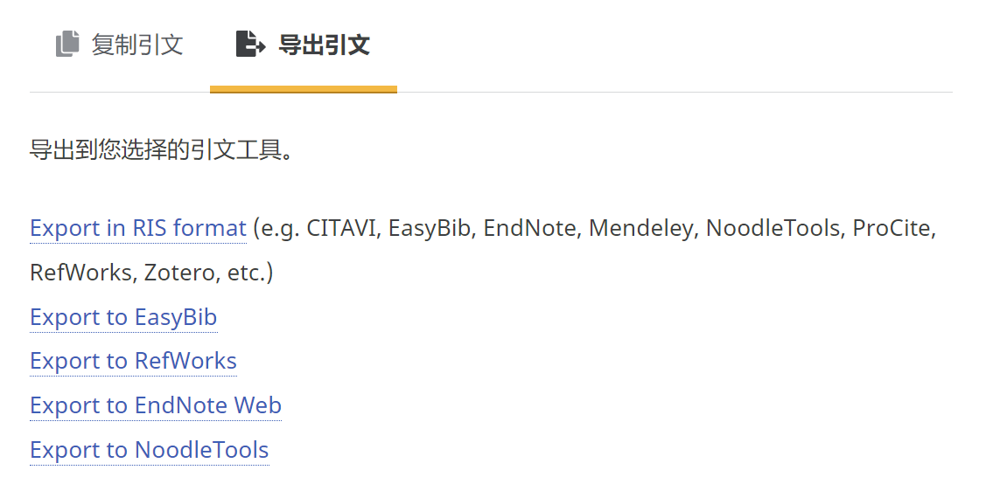 复制引文
导出引文
导出到您选择的引文工具。
Export in RIS format (e.g. CITAVI, EasyBib, EndNote, Mendeley, NoodleTools, ProCite,
RefWorks, Zotero, etc.)
Export to EasyBib
Export to RefWorks
Export to EndNote Web
Export to NoodleTools